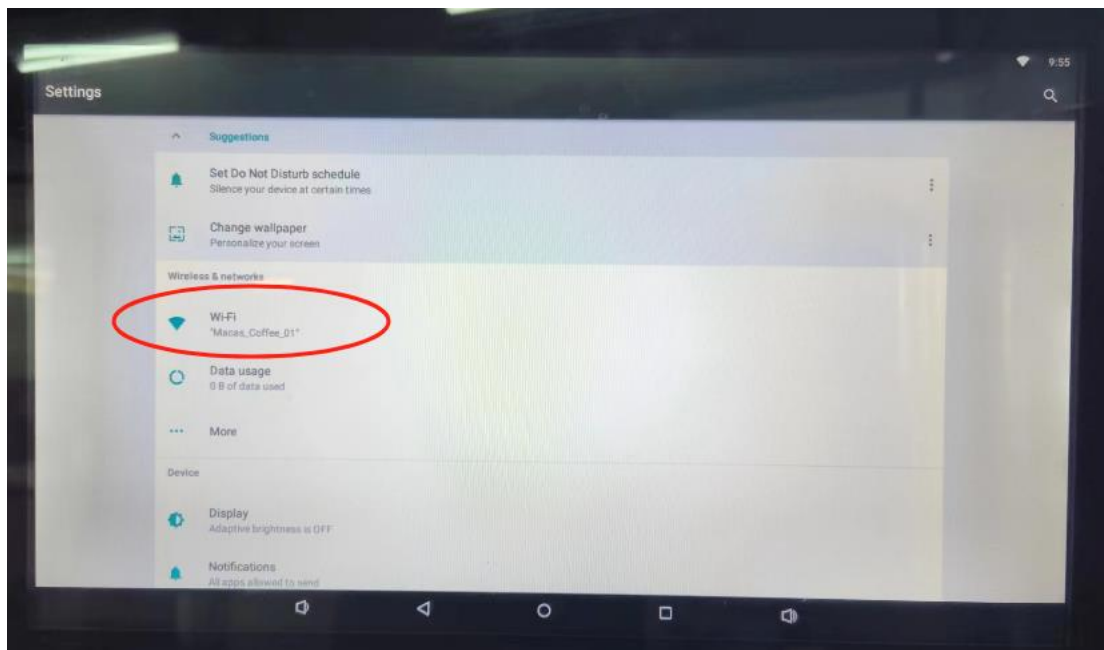 9:55
Settings
Suggestions
Set Do Not Disturb schedule
Silence your device at certain times
Change wallpaper
Personalize your screen
Wireless & networks
Wi-Fi
"Macas_Coffee_01"
Data usage
0 B of data used
More
Device
Display
Adaptive brightness is OFF
Notifications
All apps allowed to send